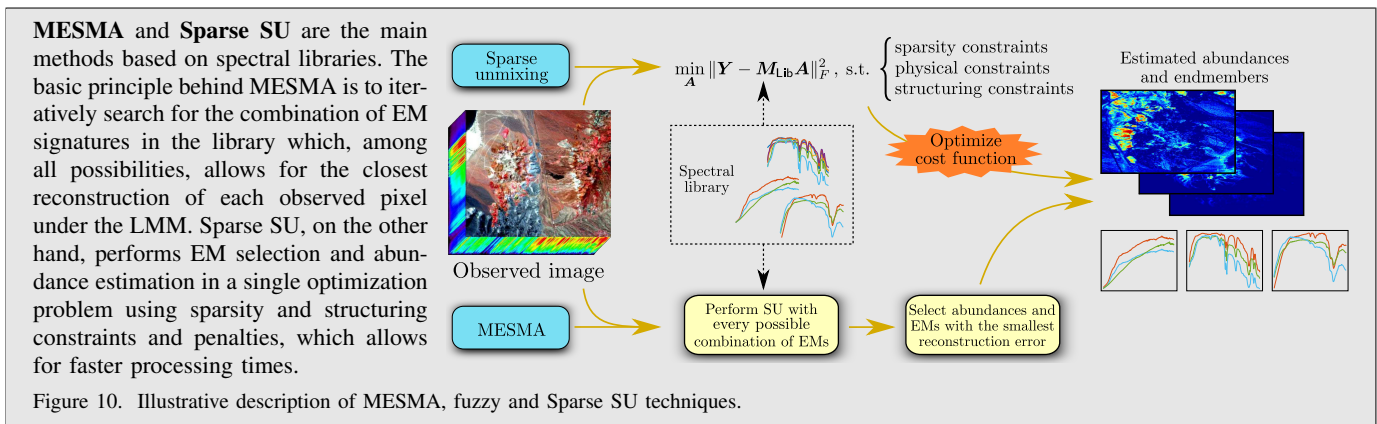 MESMA and Sparse SU are the main
methods based on spectral libraries. The
basic principle behind MESMA is to iter-
atively search for the combination of EM
signatures in the library which, among
all possibilities, allows for the closest
reconstruction of each observed pixel
under the LMM. Sparse SU, on the other
hand, performs EM selection and abun-
dance estimation in a single optimization
problem using sparsity and structuring
constraints and penalties, which allows
for faster processing times.
Sparse
unmixing
min_A ‖Y − M_Lib A‖²_F , s.t.
sparsity constraints
physical constraints
structuring constraints
Optimize
cost function
Estimated abundances
and endmembers
Spectral
library
Observed image
MESMA
Perform SU with
every possible
combination of EMs
Select abundances and
EMs with the smallest
reconstruction error
Figure 10. Illustrative description of MESMA, fuzzy and Sparse SU techniques.